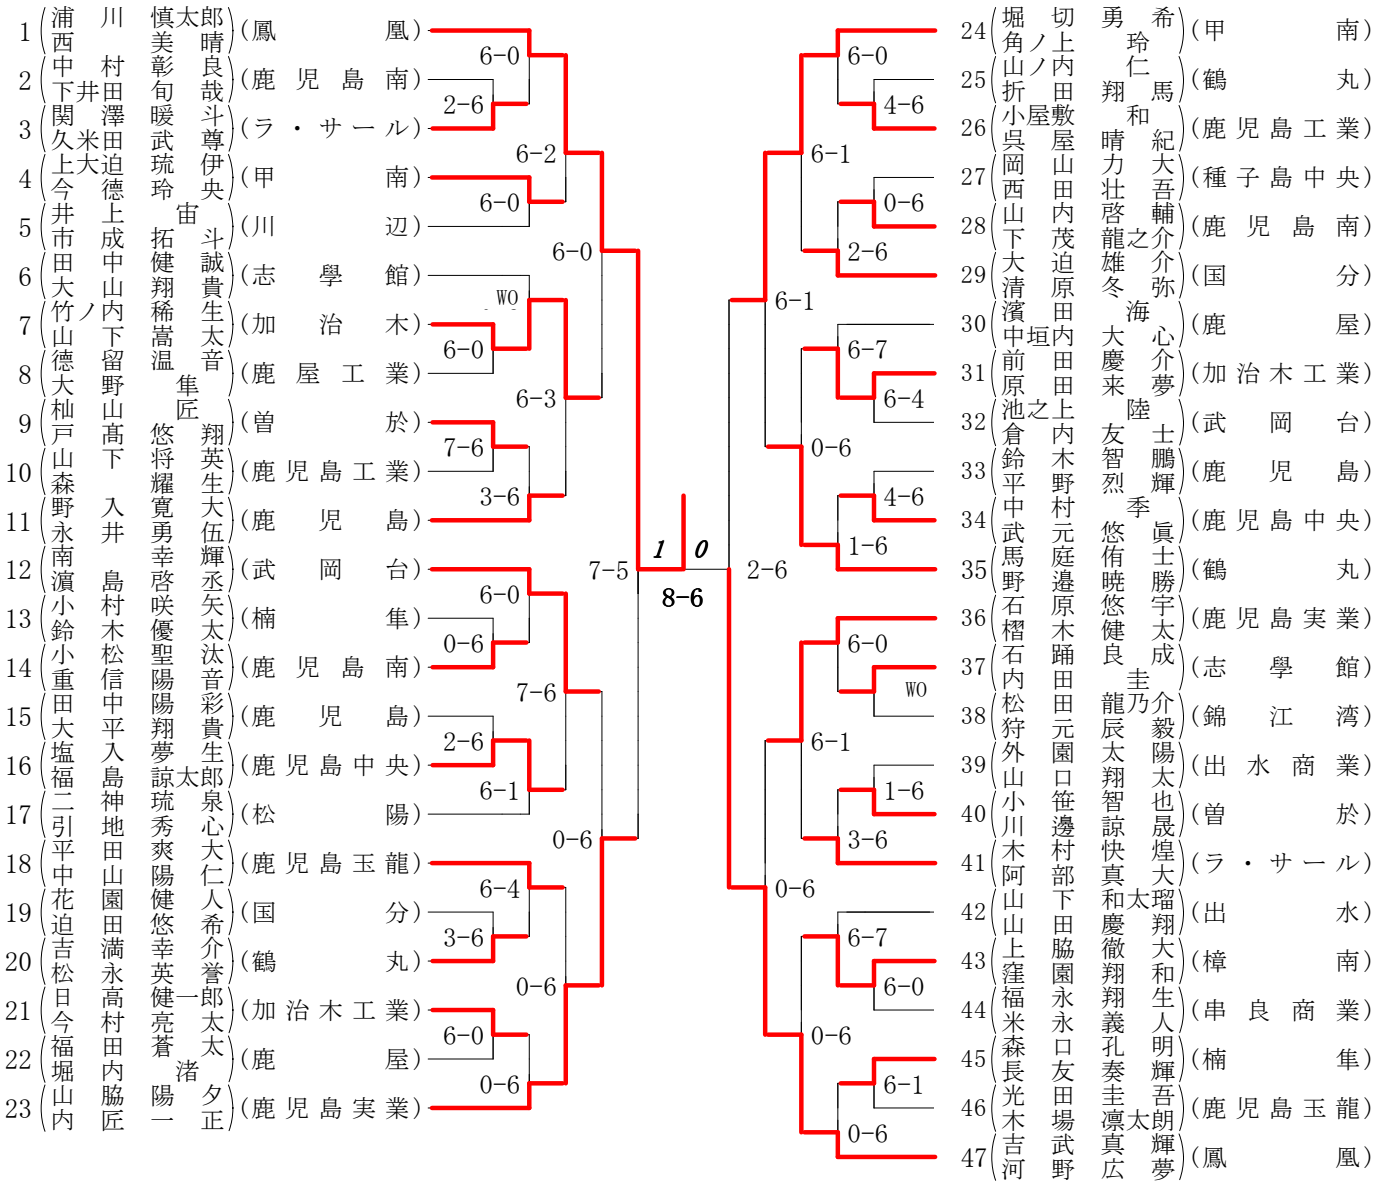 1 浦川 慎太郎 (鳳凰)
西 美晴
2 中村 彰良 (鹿児島南)
下井田 旬哉
3 関澤 暖斗 (ラ・サール)
久米田 武尊
4 上大迫 琉伊 (甲南)
今德 玲央
5 井上 宙 (川辺)
市成 拓斗
6 田中 健誠 (志學館)
大山 翔貴
7 竹ノ内 稀生 (加治木)
山下 嵩太
8 德留 温音 (鹿屋工業)
大野 隼
9 杣山 匠 (曽於)
戸髙 悠翔
10 山下 将英 (鹿児島工業)
森 耀生
11 野入 寛大 (鹿児島)
永井 勇伍
12 南 幸輝 (武岡台)
濵島 啓丞
13 小村 咲矢 (楠隼)
鈴木 優太
14 小松 聖汰 (鹿児島南)
重信 陽音
15 田中 陽彩 (鹿児島)
大平 翔貴
16 塩入 夢生 (鹿児島中央)
福島 諒太郎
17 二神 琉泉 (松陽)
引地 秀心
18 平田 爽大 (鹿児島玉龍)
中山 陽仁
19 花園 健人 (国分)
迫田 悠希
20 吉満 幸介 (鶴丸)
松永 英誉
21 日高 健一郎 (加治木工業)
今村 亮太
22 福田 蒼太 (鹿屋)
堀内 渚
23 山脇 陽夕 (鹿児島実業)
内匠 一正
6-0
2-6
6-2
6-0
6-0
WO
6-0
6-3
7-6
3-6
7-5
6-0
0-6
7-6
2-6
6-1
0-6
6-4
3-6
0-6
6-0
0-6
1 0
8-6
24 堀切 勇希 (甲南)
角ノ上 玲
25 山ノ内 仁 (鶴丸)
折田 翔馬
26 小屋敷 和 (鹿児島工業)
呉屋 晴紀
27 岡山 力大 (種子島中央)
西田 壮吾
28 山内 啓輔 (鹿児島南)
下茂 龍之介
29 大迫 雄介 (国分)
清原 冬弥
30 濱田 海 (鹿屋)
中垣内 大心
31 前田 慶介 (加治木工業)
原田 来夢
32 池之上 陸 (武岡台)
倉内 友士
33 鈴木 智鵬 (鹿児島)
平野 烈輝
34 中村 季 (鹿児島中央)
武元 悠眞
35 馬庭 侑士 (鶴丸)
野邉 暁勝
36 石原 悠宇 (鹿児島実業)
槢木 健太
37 石踊 良成 (志學館)
内田 圭
38 松田 龍乃介 (錦江湾)
狩元 辰毅
39 外園 太陽 (出水商業)
山口 翔太
40 小笹 智也 (曽於)
川邊 諒晟
41 木村 快煌 (ラ・サール)
阿部 真大
42 山下 和太瑠 (出水)
山田 慶翔
43 上脇 徹大 (樟南)
窪園 翔和
44 福永 翔生 (串良商業)
米永 義人
45 森口 孔明 (楠隼)
長友 奏輝
46 光田 圭吾 (鹿児島玉龍)
木場 凛太朗
47 吉武 真輝 (鳳凰)
河野 広夢
6-0
4-6
6-1
0-6
2-6
6-1
6-7
6-4
0-6
4-6
1-6
2-6
6-0
WO
6-1
1-6
3-6
0-6
6-7
6-0
0-6
6-1
0-6